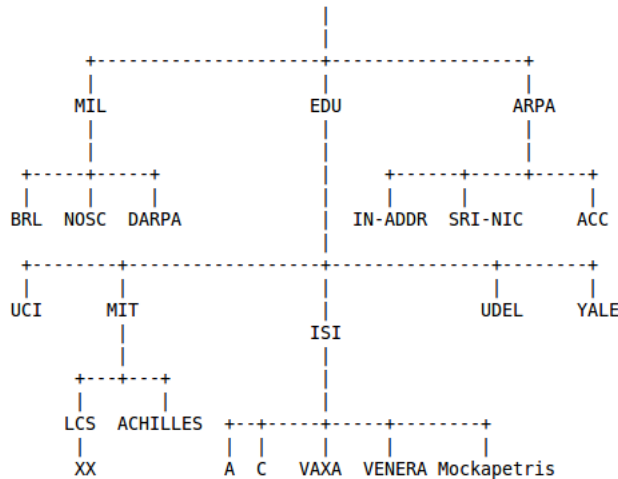 MIL EDU ARPA
BRL NOSC DARPA IN-ADDR SRI-NIC ACC
UCI MIT UDEL YALE
ISI
LCS ACHILLES
XX A C VAXA VENERA Mockapetris